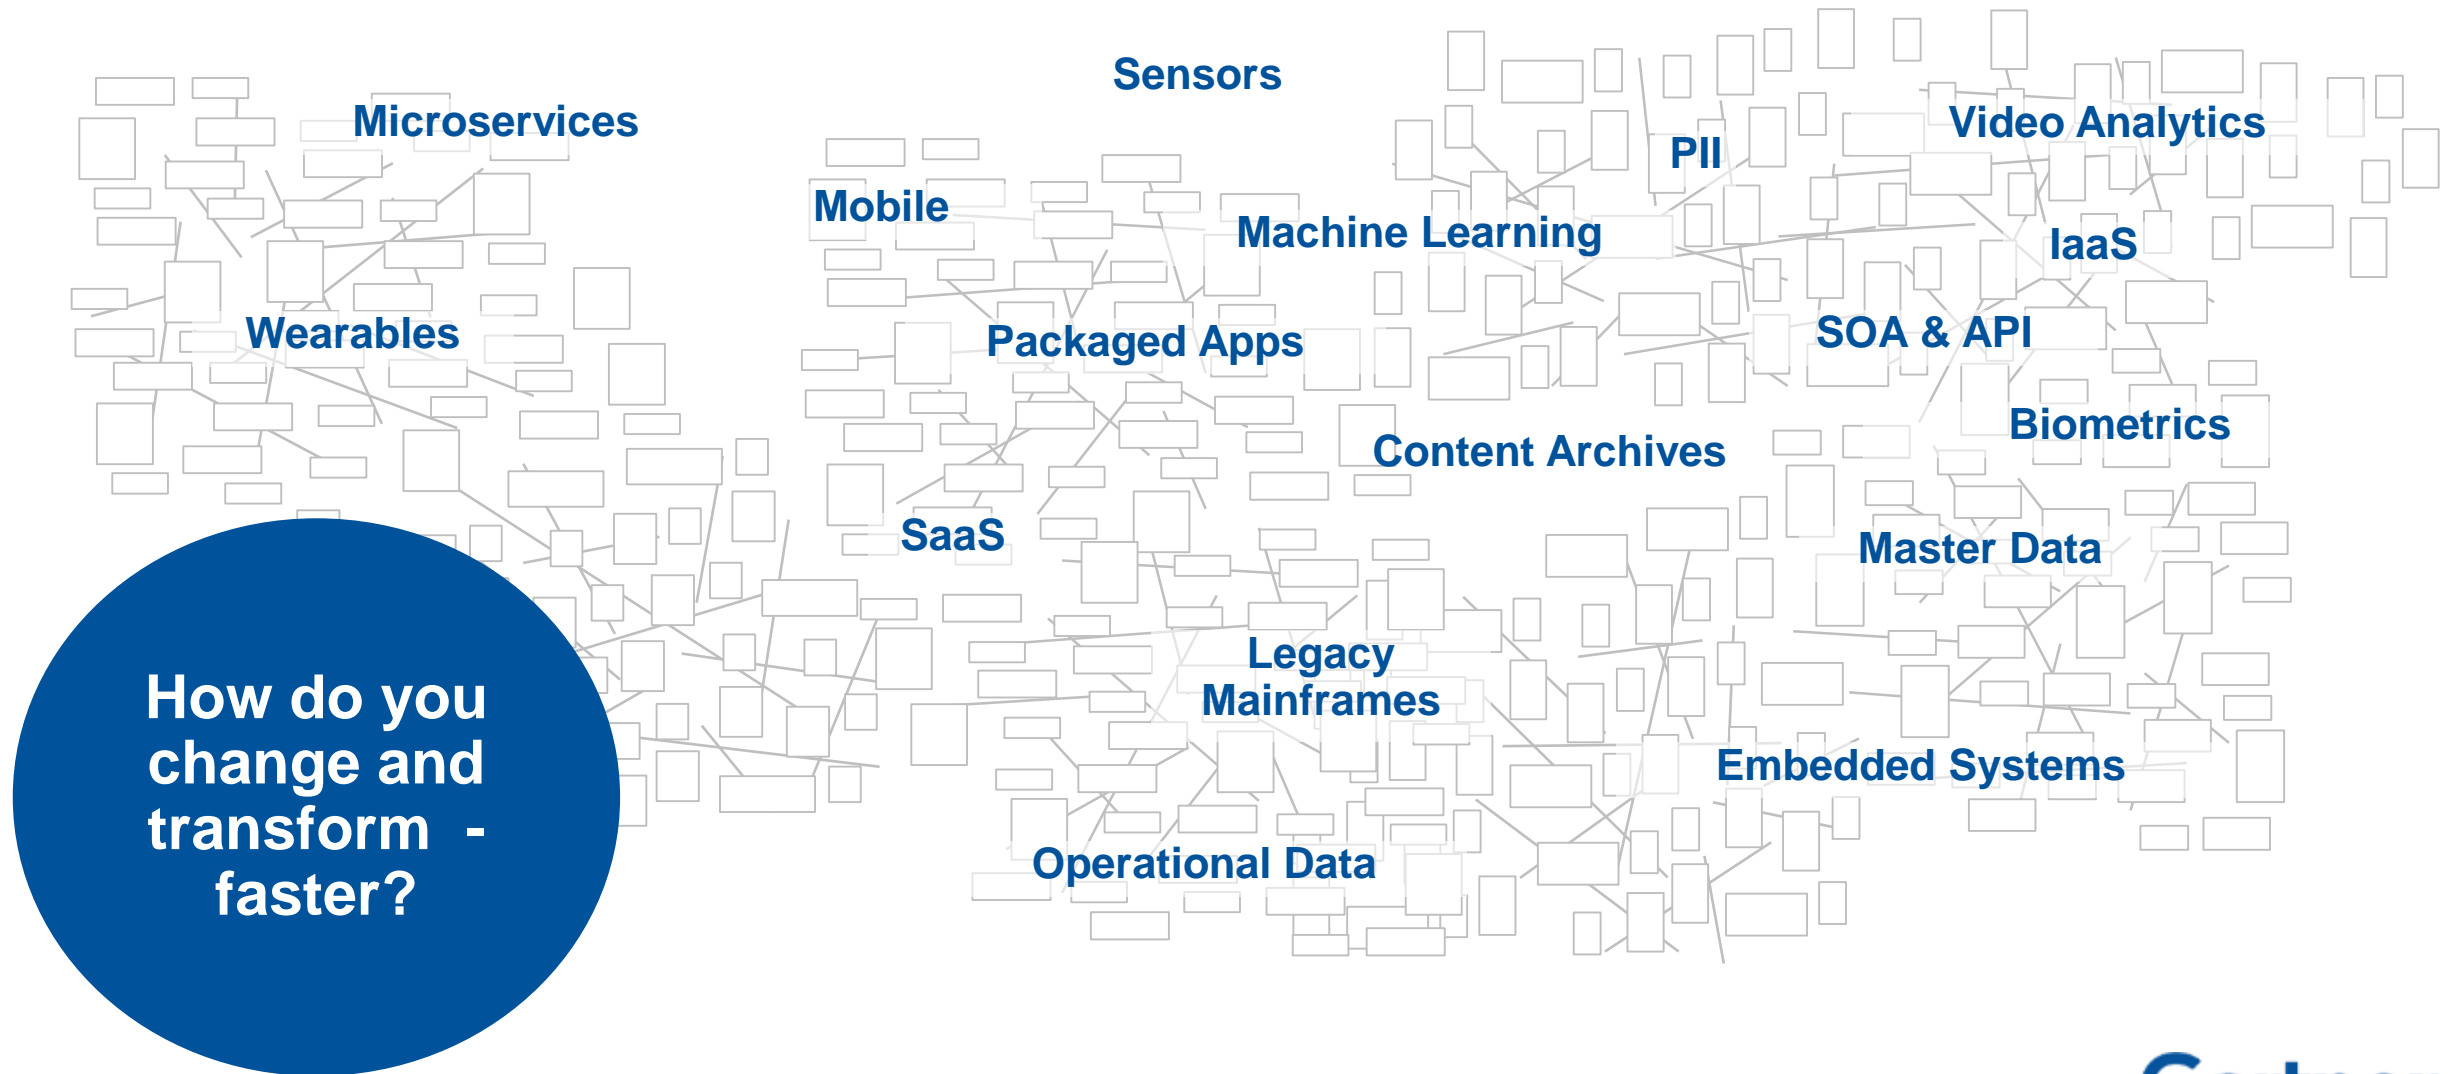 Sensors
Microservices
Video Analytics
PII
Mobile
Machine Learning
IaaS
Wearables
Packaged Apps
SOA & API
Biometrics
Content Archives
SaaS
Master Data
Legacy
Mainframes
Embedded Systems
Operational Data
How do you
change and
transform -
faster?